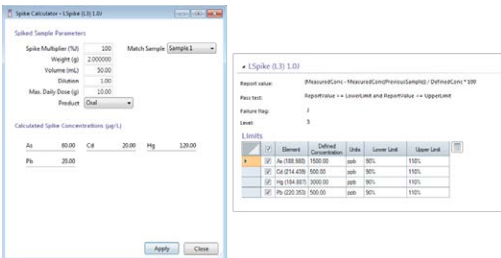 Spike Calculator - LSpike (L3) 1.0J
Spiked Sample Parameters
Spike Multiplier (%J) 100 Match Sample Sample1
Weight (g) 2.000000
Volume (mL) 50.00
Dilution 1.00
Max. Daily Dose (g) 10.00
Product Oral
Calculated Spike Concentrations (µg/L)
As 60.00 Cd 20.00 Hg 120.00
Pb 20.00
Apply Close
LSpike (L3) 1.0J
Report value: (MeasuredConc - MeasuredConc(PreviousSample)) / DefinedConc * 100
Pass test: ReportValue >= LowerLimit and ReportValue <= UpperLimit
Failure flag:
Level:
Limits
Element Defined Concentration Units Lower Limit Upper Limit
As (188.980) 1500.00 ppb 90% 110%
Cd (214.439) 500.00 ppb 90% 110%
Hg (184.887) 3000.00 ppb 90% 110%
Pb (220.353) 500.00 ppb 90% 110%